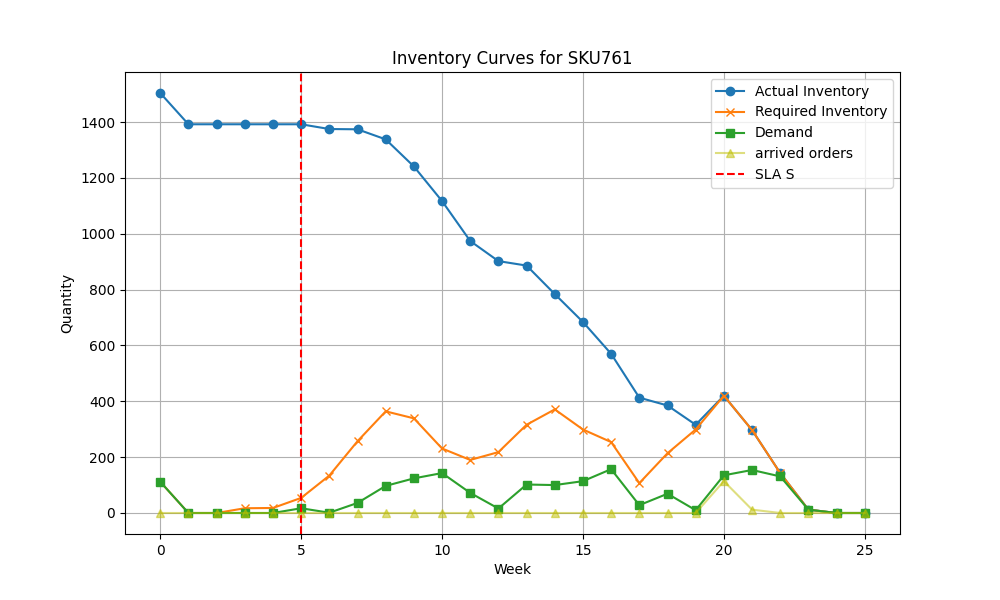 Inventory Curves for SKU761
Actual Inventory
Required Inventory
Demand
arrived orders
SLA S
Quantity
1400
1200
1000
800
600
400
200
0
0 5 10 15 20 25
Week